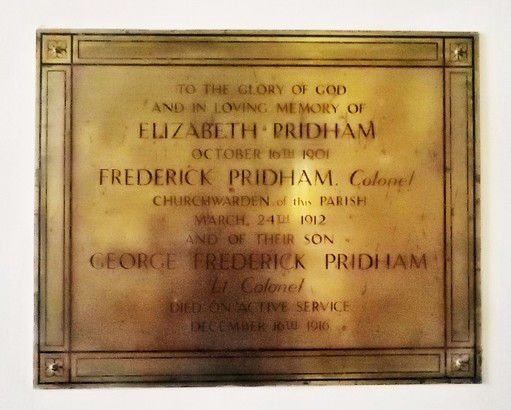 TO THE GLORY OF GOD
AND IN LOVING MEMORY OF
ELIZABETH PRIDHAM
OCTOBER 16TH 1901
FREDERICK PRIDHAM. Colonel
CHURCHWARDEN of this PARISH
MARCH, 24TH 1912
AND OF THEIR SON
GEORGE FREDERICK PRIDHAM
Lt Colonel
DIED ON ACTIVE SERVICE
DECEMBER 16TH 1916